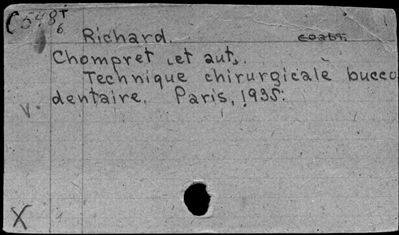 C548T
6
Richard.
Chompret et aut.
Technique chirurgicale bucco
dentaire. Paris, 1935.
V.
X